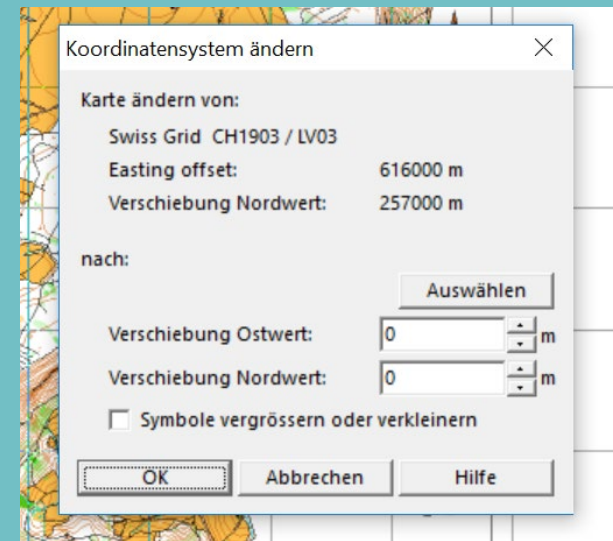 Koordinatensystem ändern
Karte ändern von:
Swiss Grid CH1903 / LV03
Easting offset: 616000 m
Verschiebung Nordwert: 257000 m
nach:
Auswählen
Verschiebung Ostwert: 0 m
Verschiebung Nordwert: 0 m
Symbole vergrössern oder verkleinern
OK Abbrechen Hilfe